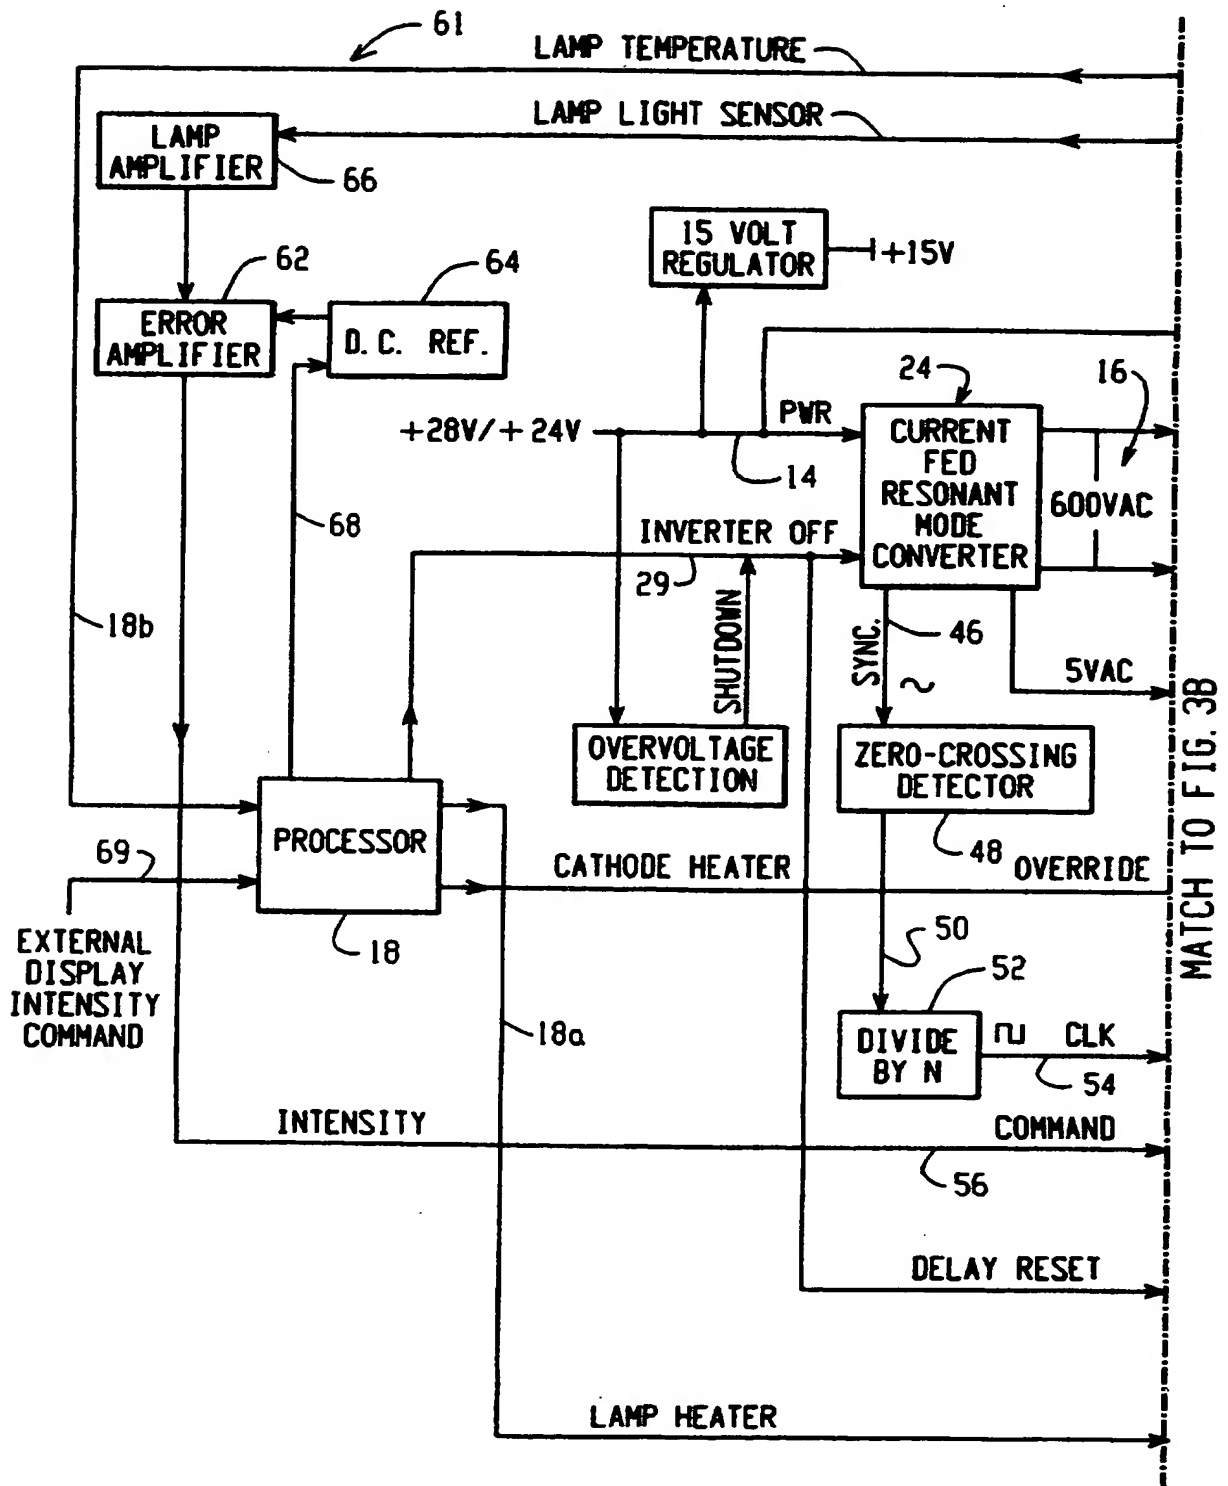 61
LAMP TEMPERATURE
LAMP LIGHT SENSOR
LAMP
AMPLIFIER
66
15 VOLT
REGULATOR
+15V
62
64
ERROR
AMPLIFIER
D.C. REF.
24
16
+28V/+24V
PWR
14
CURRENT
FED
RESONANT
MODE
CONVERTER
600VAC
68
INVERTER OFF
29
18b
SHUTDOWN
SYNC.
46
5VAC
OVERVOLTAGE
DETECTION
ZERO-CROSSING
DETECTOR
48
PROCESSOR
69
CATHODE HEATER
OVERRIDE
18
EXTERNAL
DISPLAY
INTENSITY
COMMAND
50
52
18a
DIVIDE
BY N
CLK
54
INTENSITY
COMMAND
56
DELAY RESET
LAMP HEATER
MATCH TO FIG. 3B